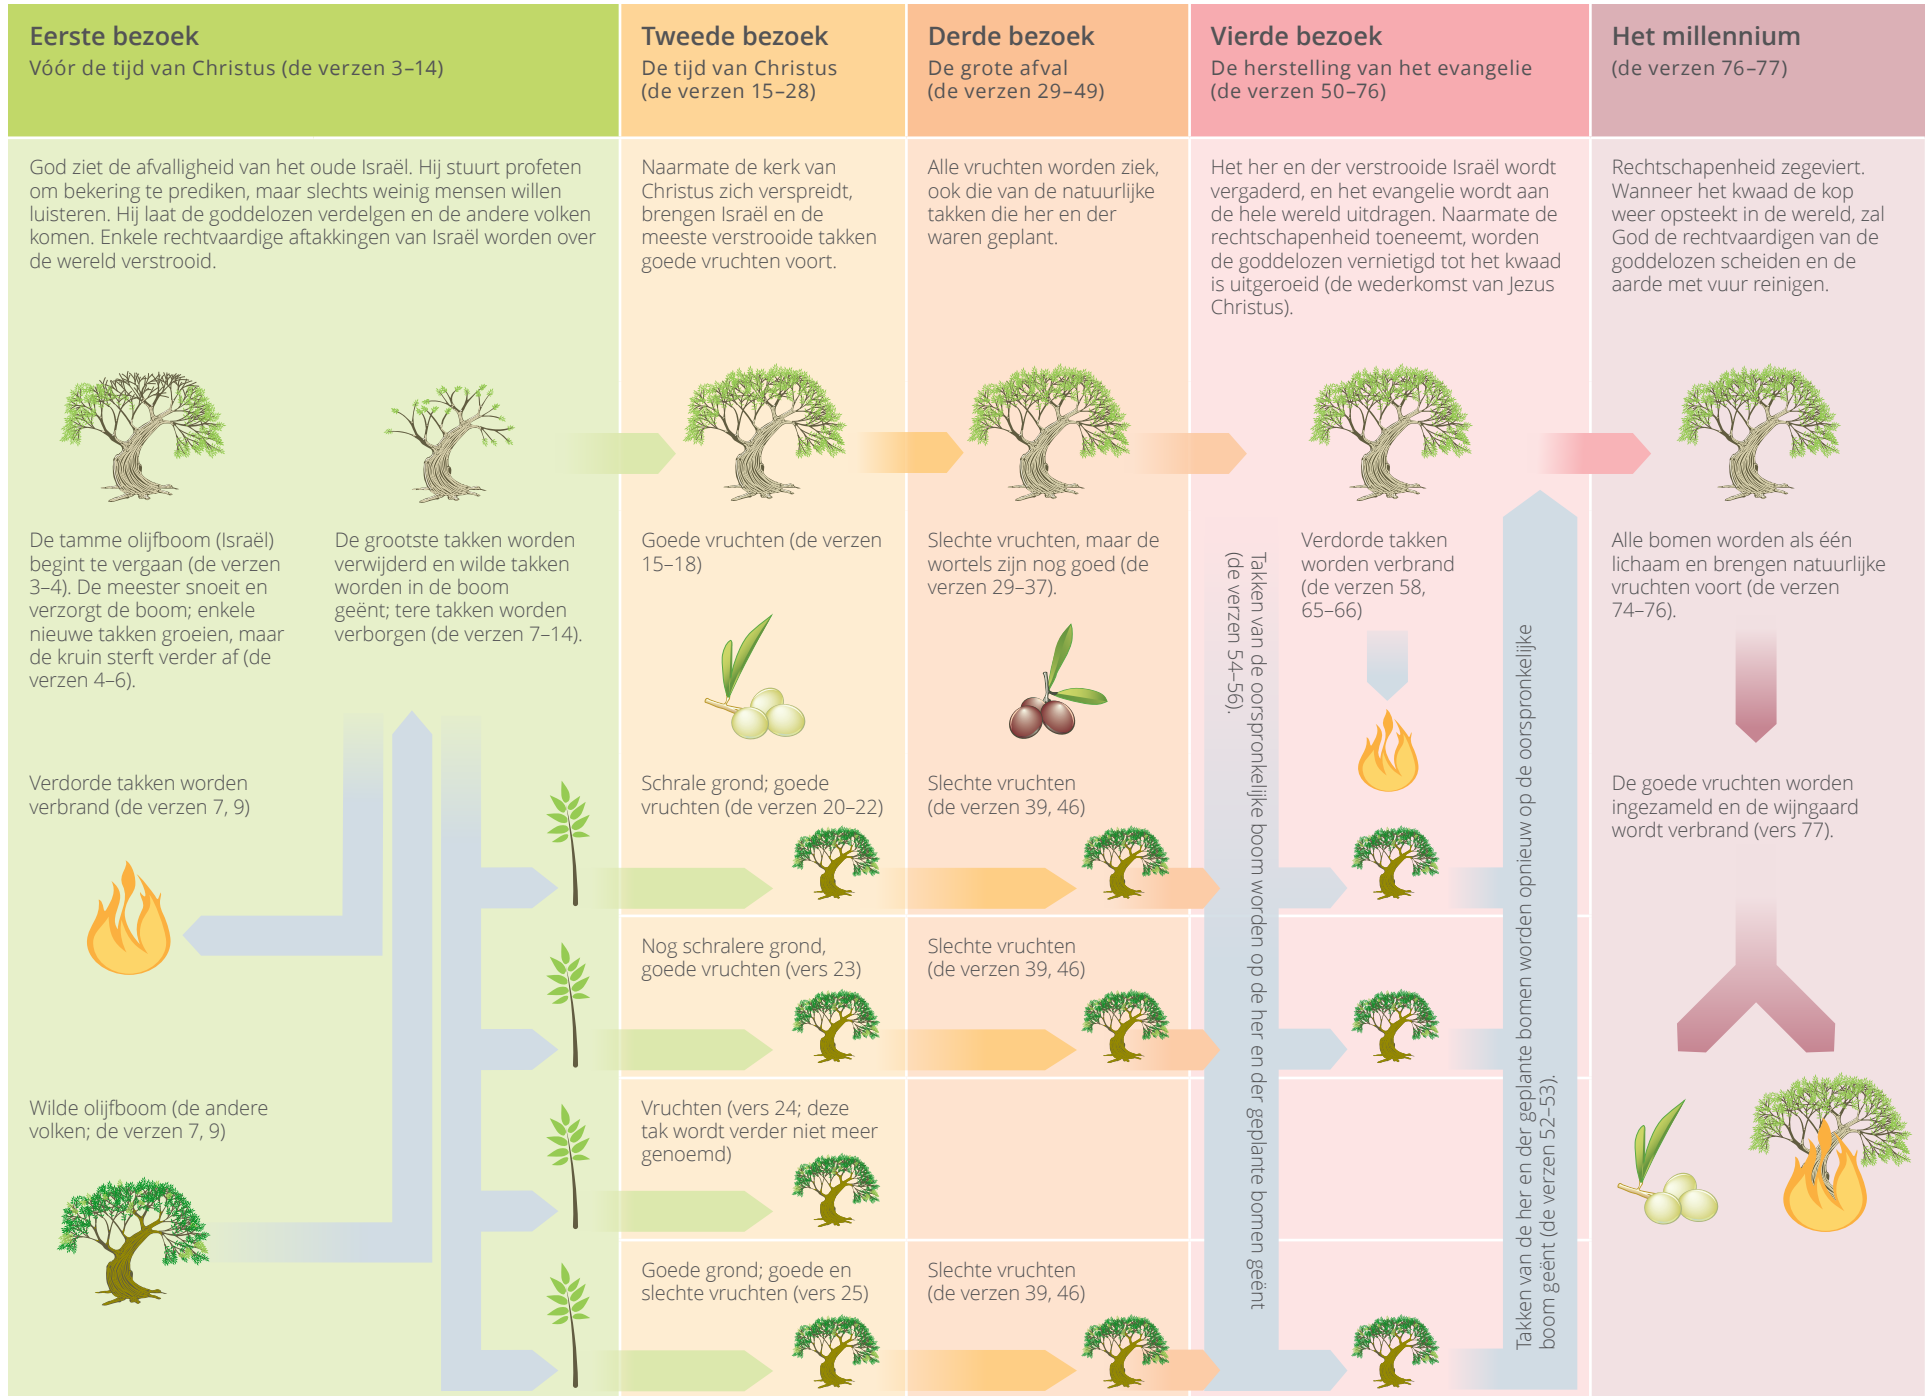 Eerste bezoek
Vóór de tijd van Christus (de verzen 3–14)
Tweede bezoek
De tijd van Christus
(de verzen 15–28)
Derde bezoek
De grote afval
(de verzen 29–49)
Vierde bezoek
De herstelling van het evangelie
(de verzen 50–76)
Het millennium
(de verzen 76–77)
God ziet de afvalligheid van het oude Israël. Hij stuurt profeten
om bekering te prediken, maar slechts weinig mensen willen
luisteren. Hij laat de goddelozen verdelgen en de andere volken
komen. Enkele rechtvaardige aftakkingen van Israël worden over
de wereld verstrooid.
Naarmate de kerk van
Christus zich verspreidt,
brengen Israël en de
meeste verstrooide takken
goede vruchten voort.
Alle vruchten worden ziek,
ook die van de natuurlijke
takken die her en der
waren geplant.
Het her en der verstrooide Israël wordt
vergaderd, en het evangelie wordt aan
de hele wereld uitdragen. Naarmate de
rechtschapenheid toeneemt, worden
de goddelozen vernietigd tot het kwaad
is uitgeroeid (de wederkomst van Jezus
Christus).
Rechtschapenheid zegeviert.
Wanneer het kwaad de kop
weer opsteekt in de wereld, zal
God de rechtvaardigen van de
goddelozen scheiden en de
aarde met vuur reinigen.
De tamme olijfboom (Israël)
begint te vergaan (de verzen
3–4). De meester snoeit en
verzorgt de boom; enkele
nieuwe takken groeien, maar
de kruin sterft verder af (de
verzen 4–6).
De grootste takken worden
verwijderd en wilde takken
worden in de boom
geënt; tere takken worden
verborgen (de verzen 7–14).
Goede vruchten (de verzen
15–18)
Slechte vruchten, maar de
wortels zijn nog goed (de
verzen 29–37).
Takken van de oorspronkelijke boom worden op de her en der geplante bomen geënt
(de verzen 54–56).
Verdorde takken
worden verbrand
(de verzen 58,
65–66)
Takken van de her en der geplante bomen worden opnieuw op de oorspronkelijke
boom geënt (de verzen 52–53).
Alle bomen worden als één
lichaam en brengen natuurlijke
vruchten voort (de verzen
74–76).
Verdorde takken worden
verbrand (de verzen 7, 9)
Schrale grond; goede
vruchten (de verzen 20–22)
Slechte vruchten
(de verzen 39, 46)
De goede vruchten worden
ingezameld en de wijngaard
wordt verbrand (vers 77).
Nog schralere grond,
goede vruchten (vers 23)
Slechte vruchten
(de verzen 39, 46)
Wilde olijfboom (de andere
volken; de verzen 7, 9)
Vruchten (vers 24; deze
tak wordt verder niet meer
genoemd)
Goede grond; goede en
slechte vruchten (vers 25)
Slechte vruchten
(de verzen 39, 46)